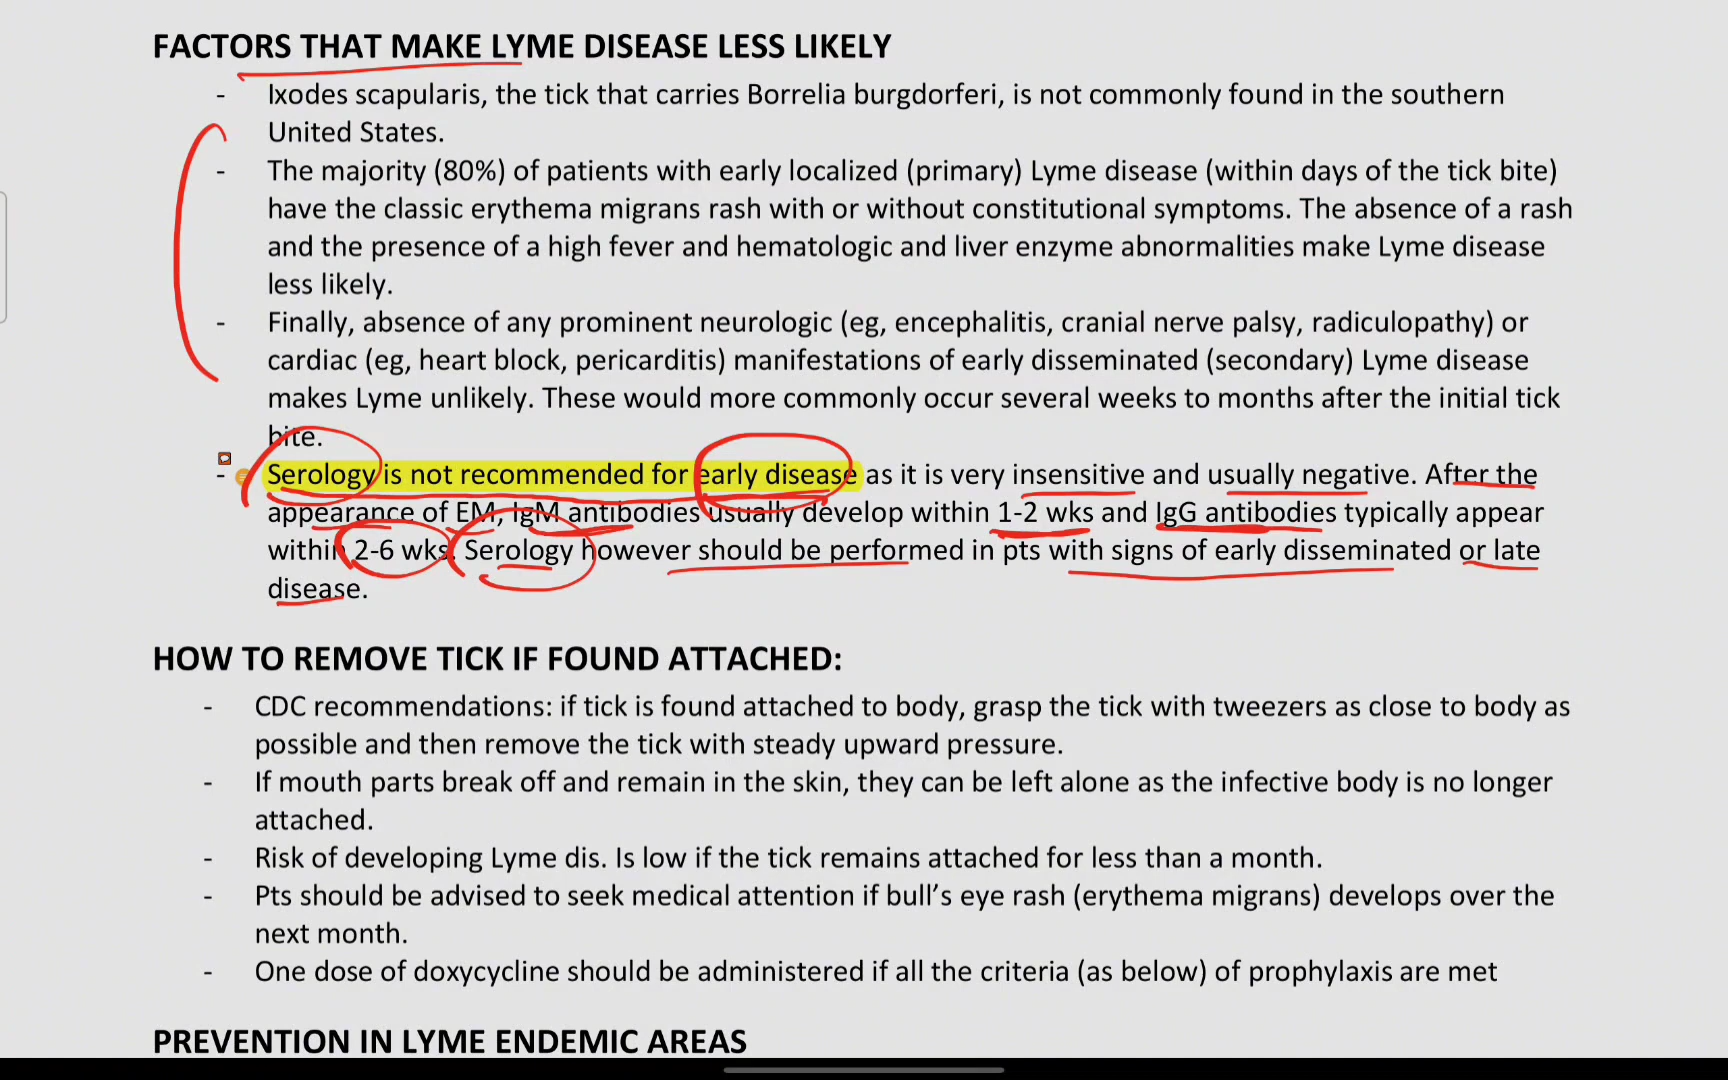 FACTORS THAT MAKE LYME DISEASE LESS LIKELY
- Ixodes scapularis, the tick that carries Borrelia burgdorferi, is not commonly found in the southern
United States.
- The majority (80%) of patients with early localized (primary) Lyme disease (within days of the tick bite)
have the classic erythema migrans rash with or without constitutional symptoms. The absence of a rash
and the presence of a high fever and hematologic and liver enzyme abnormalities make Lyme disease
less likely.
- Finally, absence of any prominent neurologic (eg, encephalitis, cranial nerve palsy, radiculopathy) or
cardiac (eg, heart block, pericarditis) manifestations of early disseminated (secondary) Lyme disease
makes Lyme unlikely. These would more commonly occur several weeks to months after the initial tick
bite.
- Serology is not recommended for early disease as it is very insensitive and usually negative. After the
appearance of EM, IgM antibodies usually develop within 1-2 wks and IgG antibodies typically appear
within 2-6 wks. Serology however should be performed in pts with signs of early disseminated or late
disease.
HOW TO REMOVE TICK IF FOUND ATTACHED:
- CDC recommendations: if tick is found attached to body, grasp the tick with tweezers as close to body as
possible and then remove the tick with steady upward pressure.
- If mouth parts break off and remain in the skin, they can be left alone as the infective body is no longer
attached.
- Risk of developing Lyme dis. Is low if the tick remains attached for less than a month.
- Pts should be advised to seek medical attention if bull’s eye rash (erythema migrans) develops over the
next month.
- One dose of doxycycline should be administered if all the criteria (as below) of prophylaxis are met
PREVENTION IN LYME ENDEMIC AREAS